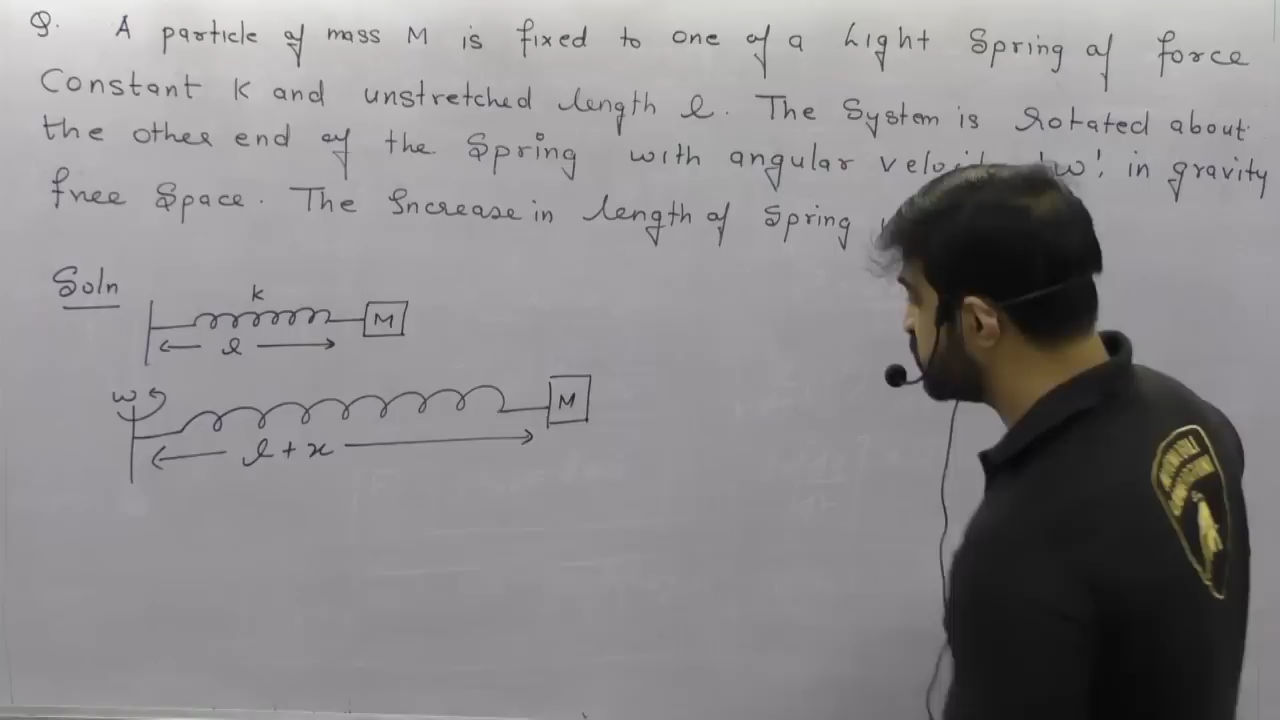 Q. A particle of mass M is fixed to one of a Light Spring of force
Constant K and unstretched length l. The System is rotated about
the other end of the Spring with angular 'w' in gravity
free Space. The Increase in length of Spring
Soln
K
M
l
w
M
l + x